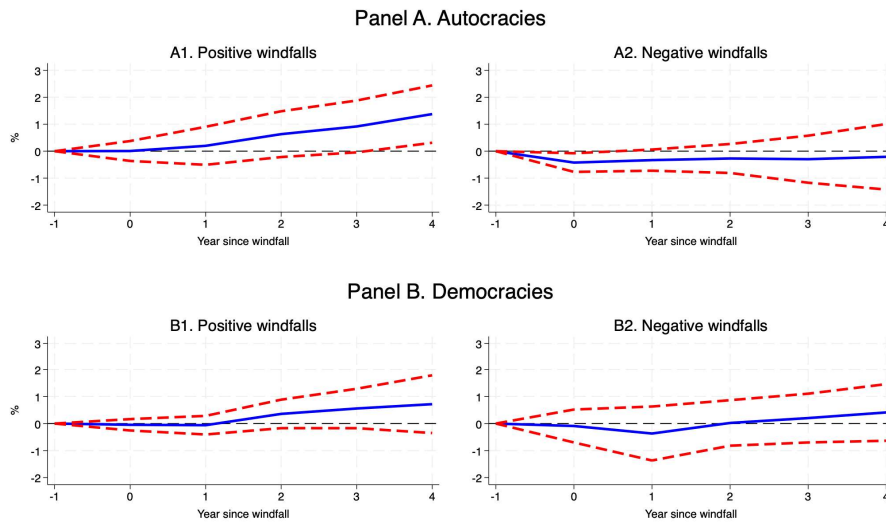 Panel A. Autocracies
A1. Positive windfalls
A2. Negative windfalls
3
2
1
0
-1
-2
%
-1 0 1 2 3 4
Year since windfall
3
2
1
0
-1
-2
-1 0 1 2 3 4
Year since windfall
Panel B. Democracies
B1. Positive windfalls
B2. Negative windfalls
3
2
1
0
-1
-2
%
-1 0 1 2 3 4
Year since windfall
3
2
1
0
-1
-2
-1 0 1 2 3 4
Year since windfall